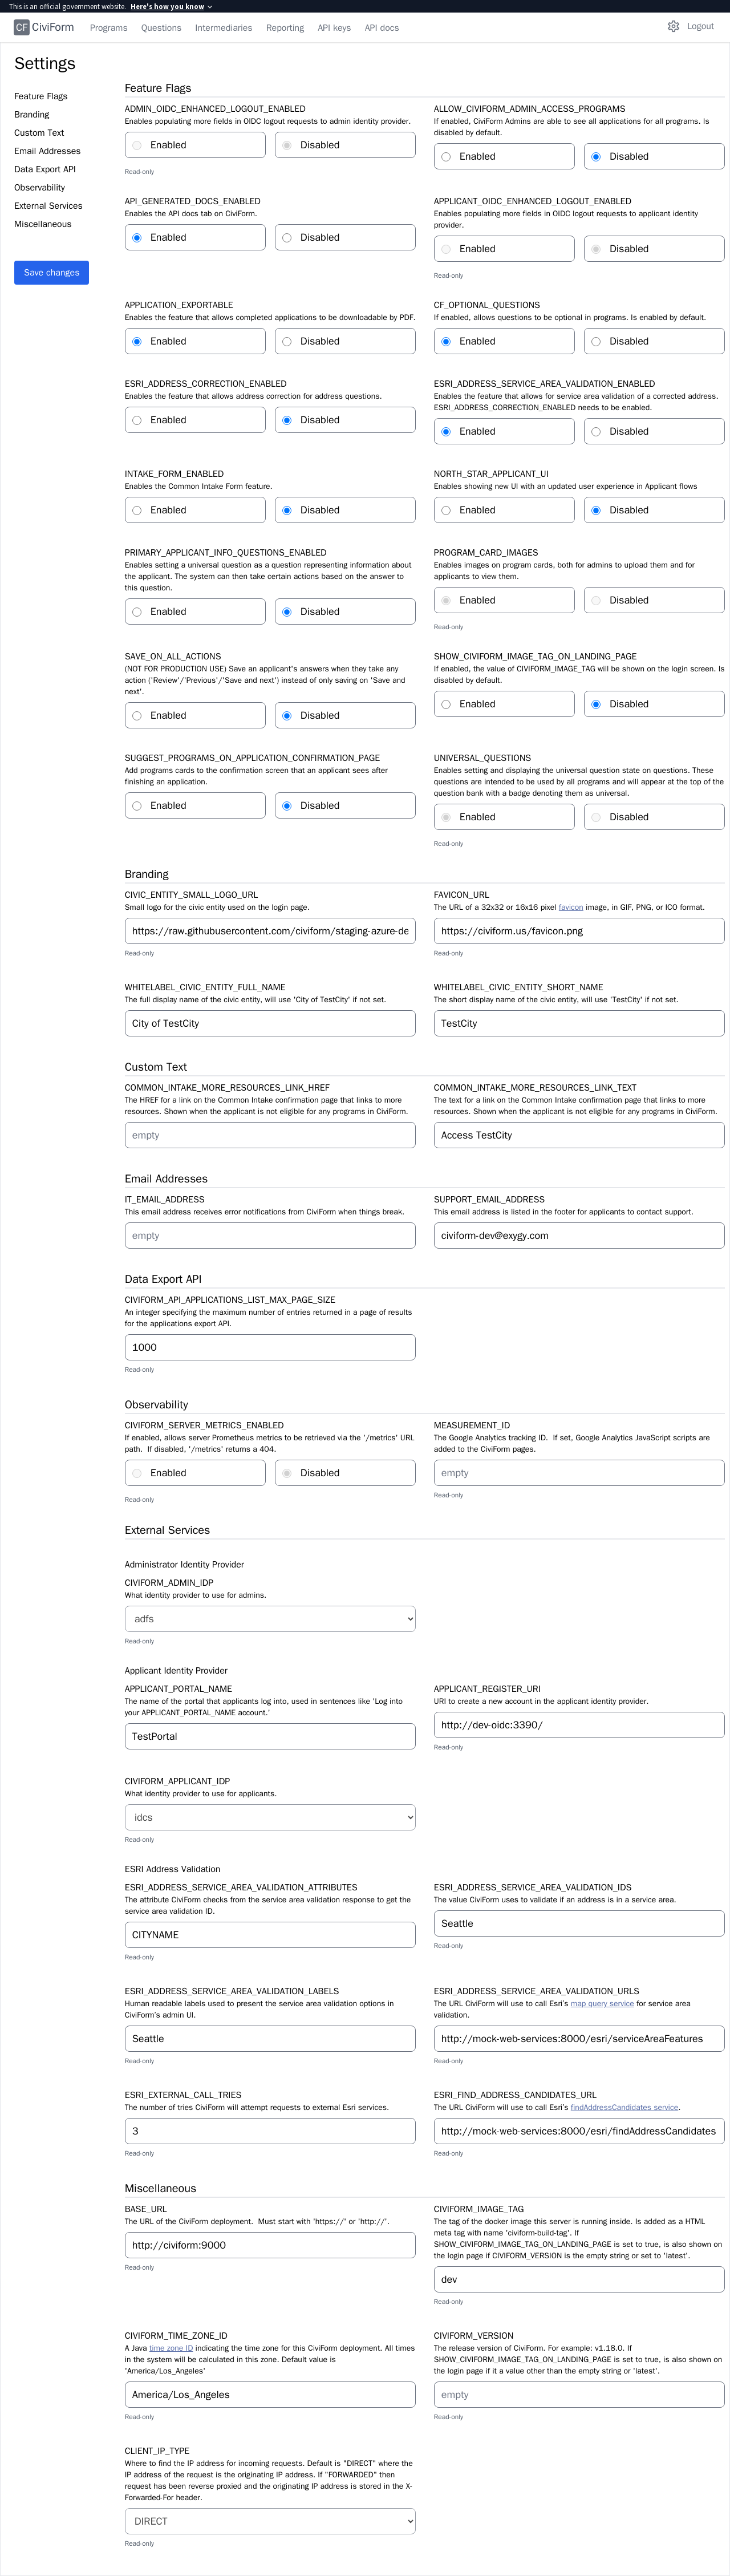 This is an official government website. Here's how you know
CF CiviForm Programs Questions Intermediaries Reporting API keys API docs Logout
Settings
Feature Flags
Branding
Custom Text
Email Addresses
Data Export API
Observability
External Services
Miscellaneous
Save changes
Feature Flags
ADMIN_OIDC_ENHANCED_LOGOUT_ENABLED
Enables populating more fields in OIDC logout requests to admin identity provider.
Enabled Disabled
Read-only
ALLOW_CIVIFORM_ADMIN_ACCESS_PROGRAMS
If enabled, CiviForm Admins are able to see all applications for all programs. Is
disabled by default.
Enabled Disabled
API_GENERATED_DOCS_ENABLED
Enables the API docs tab on CiviForm.
Enabled Disabled
APPLICANT_OIDC_ENHANCED_LOGOUT_ENABLED
Enables populating more fields in OIDC logout requests to applicant identity
provider.
Enabled Disabled
Read-only
APPLICATION_EXPORTABLE
Enables the feature that allows completed applications to be downloadable by PDF.
Enabled Disabled
CF_OPTIONAL_QUESTIONS
If enabled, allows questions to be optional in programs. Is enabled by default.
Enabled Disabled
ESRI_ADDRESS_CORRECTION_ENABLED
Enables the feature that allows address correction for address questions.
Enabled Disabled
ESRI_ADDRESS_SERVICE_AREA_VALIDATION_ENABLED
Enables the feature that allows for service area validation of a corrected address.
ESRI_ADDRESS_CORRECTION_ENABLED needs to be enabled.
Enabled Disabled
INTAKE_FORM_ENABLED
Enables the Common Intake Form feature.
Enabled Disabled
NORTH_STAR_APPLICANT_UI
Enables showing new UI with an updated user experience in Applicant flows
Enabled Disabled
PRIMARY_APPLICANT_INFO_QUESTIONS_ENABLED
Enables setting a universal question as a question representing information about
the applicant. The system can then take certain actions based on the answer to
this question.
Enabled Disabled
PROGRAM_CARD_IMAGES
Enables images on program cards, both for admins to upload them and for
applicants to view them.
Enabled Disabled
Read-only
SAVE_ON_ALL_ACTIONS
(NOT FOR PRODUCTION USE) Save an applicant's answers when they take any
action ('Review'/'Previous'/'Save and next') instead of only saving on 'Save and
next'.
Enabled Disabled
SHOW_CIVIFORM_IMAGE_TAG_ON_LANDING_PAGE
If enabled, the value of CIVIFORM_IMAGE_TAG will be shown on the login screen. Is
disabled by default.
Enabled Disabled
SUGGEST_PROGRAMS_ON_APPLICATION_CONFIRMATION_PAGE
Add programs cards to the confirmation screen that an applicant sees after
finishing an application.
Enabled Disabled
UNIVERSAL_QUESTIONS
Enables setting and displaying the universal question state on questions. These
questions are intended to be used by all programs and will appear at the top of the
question bank with a badge denoting them as universal.
Enabled Disabled
Read-only
Branding
CIVIC_ENTITY_SMALL_LOGO_URL
Small logo for the civic entity used on the login page.
https://raw.githubusercontent.com/civiform/staging-azure-de
Read-only
FAVICON_URL
The URL of a 32x32 or 16x16 pixel favicon image, in GIF, PNG, or ICO format.
https://civiform.us/favicon.png
Read-only
WHITELABEL_CIVIC_ENTITY_FULL_NAME
The full display name of the civic entity, will use 'City of TestCity' if not set.
City of TestCity
WHITELABEL_CIVIC_ENTITY_SHORT_NAME
The short display name of the civic entity, will use 'TestCity' if not set.
TestCity
Custom Text
COMMON_INTAKE_MORE_RESOURCES_LINK_HREF
The HREF for a link on the Common Intake confirmation page that links to more
resources. Shown when the applicant is not eligible for any programs in CiviForm.
empty
COMMON_INTAKE_MORE_RESOURCES_LINK_TEXT
The text for a link on the Common Intake confirmation page that links to more
resources. Shown when the applicant is not eligible for any programs in CiviForm.
Access TestCity
Email Addresses
IT_EMAIL_ADDRESS
This email address receives error notifications from CiviForm when things break.
empty
SUPPORT_EMAIL_ADDRESS
This email address is listed in the footer for applicants to contact support.
civiform-dev@exygy.com
Data Export API
CIVIFORM_API_APPLICATIONS_LIST_MAX_PAGE_SIZE
An integer specifying the maximum number of entries returned in a page of results
for the applications export API.
1000
Read-only
Observability
CIVIFORM_SERVER_METRICS_ENABLED
If enabled, allows server Prometheus metrics to be retrieved via the '/metrics' URL
path.  If disabled, '/metrics' returns a 404.
Enabled Disabled
Read-only
MEASUREMENT_ID
The Google Analytics tracking ID.  If set, Google Analytics JavaScript scripts are
added to the CiviForm pages.
empty
Read-only
External Services
Administrator Identity Provider
CIVIFORM_ADMIN_IDP
What identity provider to use for admins.
adfs
Read-only
Applicant Identity Provider
APPLICANT_PORTAL_NAME
The name of the portal that applicants log into, used in sentences like 'Log into
your APPLICANT_PORTAL_NAME account.'
TestPortal
APPLICANT_REGISTER_URI
URI to create a new account in the applicant identity provider.
http://dev-oidc:3390/
Read-only
CIVIFORM_APPLICANT_IDP
What identity provider to use for applicants.
idcs
Read-only
ESRI Address Validation
ESRI_ADDRESS_SERVICE_AREA_VALIDATION_ATTRIBUTES
The attribute CiviForm checks from the service area validation response to get the
service area validation ID.
CITYNAME
Read-only
ESRI_ADDRESS_SERVICE_AREA_VALIDATION_IDS
The value CiviForm uses to validate if an address is in a service area.
Seattle
Read-only
ESRI_ADDRESS_SERVICE_AREA_VALIDATION_LABELS
Human readable labels used to present the service area validation options in
CiviForm's admin UI.
Seattle
Read-only
ESRI_ADDRESS_SERVICE_AREA_VALIDATION_URLS
The URL CiviForm will use to call Esri's map query service for service area
validation.
http://mock-web-services:8000/esri/serviceAreaFeatures
Read-only
ESRI_EXTERNAL_CALL_TRIES
The number of tries CiviForm will attempt requests to external Esri services.
3
Read-only
ESRI_FIND_ADDRESS_CANDIDATES_URL
The URL CiviForm will use to call Esri's findAddressCandidates service.
http://mock-web-services:8000/esri/findAddressCandidates
Read-only
Miscellaneous
BASE_URL
The URL of the CiviForm deployment.  Must start with 'https://' or 'http://'.
http://civiform:9000
Read-only
CIVIFORM_IMAGE_TAG
The tag of the docker image this server is running inside. Is added as a HTML
meta tag with name 'civiform-build-tag'. If
SHOW_CIVIFORM_IMAGE_TAG_ON_LANDING_PAGE is set to true, is also shown on
the login page if CIVIFORM_VERSION is the empty string or set to 'latest'.
dev
Read-only
CIVIFORM_TIME_ZONE_ID
A Java time zone ID indicating the time zone for this CiviForm deployment. All times
in the system will be calculated in this zone. Default value is
'America/Los_Angeles'
America/Los_Angeles
Read-only
CIVIFORM_VERSION
The release version of CiviForm. For example: v1.18.0. If
SHOW_CIVIFORM_IMAGE_TAG_ON_LANDING_PAGE is set to true, is also shown on
the login page if it a value other than the empty string or 'latest'.
empty
Read-only
CLIENT_IP_TYPE
Where to find the IP address for incoming requests. Default is "DIRECT" where the
IP address of the request is the originating IP address. If "FORWARDED" then
request has been reverse proxied and the originating IP address is stored in the X-
Forwarded-For header.
DIRECT
Read-only